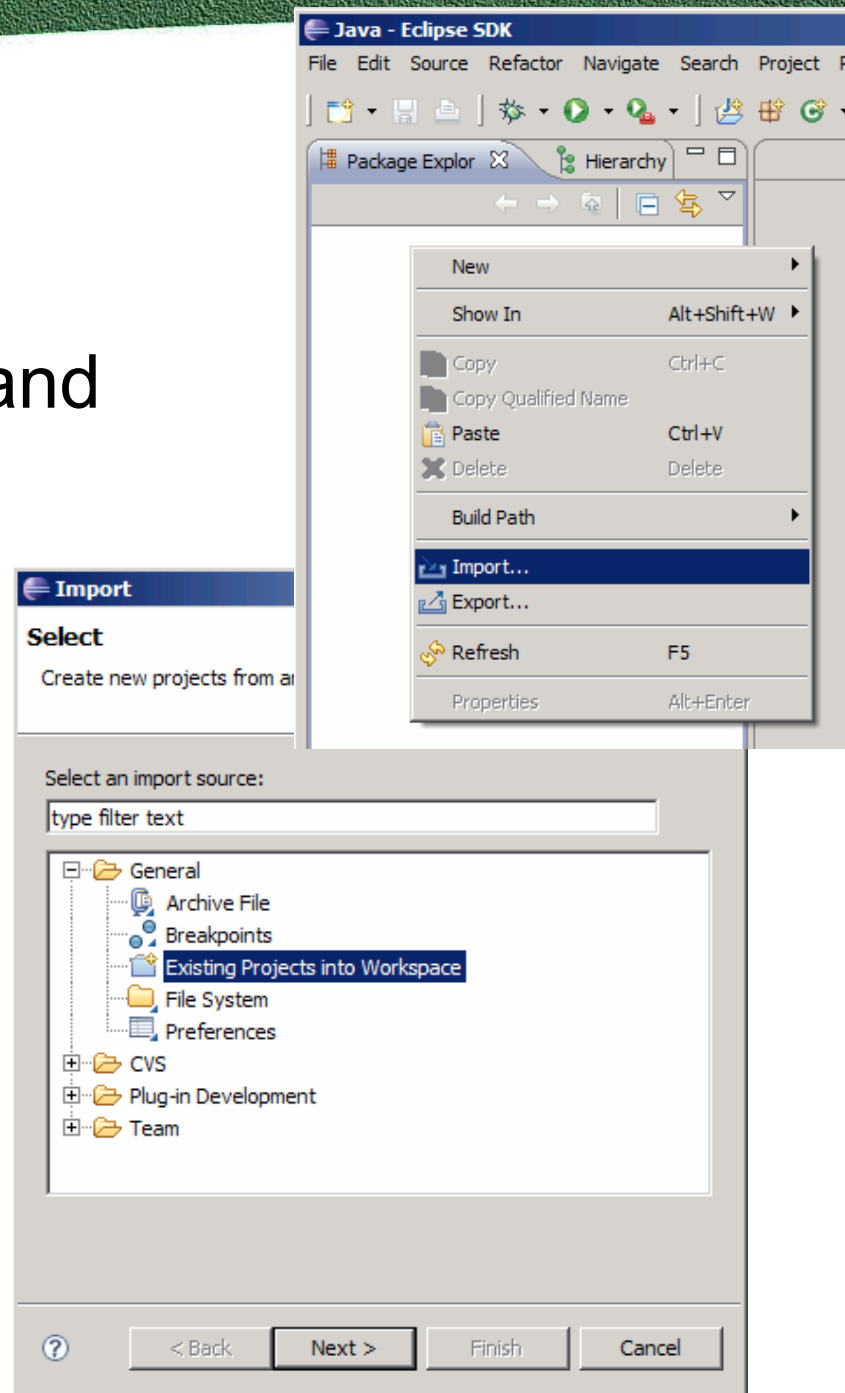 Java - Eclipse SDK
File Edit Source Refactor Navigate Search Project
Package Explor Hierarchy
New
Show In Alt+Shift+W
Copy Ctrl+C
Copy Qualified Name
Paste Ctrl+V
Delete Delete
Build Path
Import...
Export...
Refresh F5
Properties Alt+Enter
and
Import
Select
Create new projects from
Select an import source:
type filter text
General
Archive File
Breakpoints
Existing Projects into Workspace
File System
Preferences
CVS
Plug-in Development
Team
< Back Next > Finish Cancel